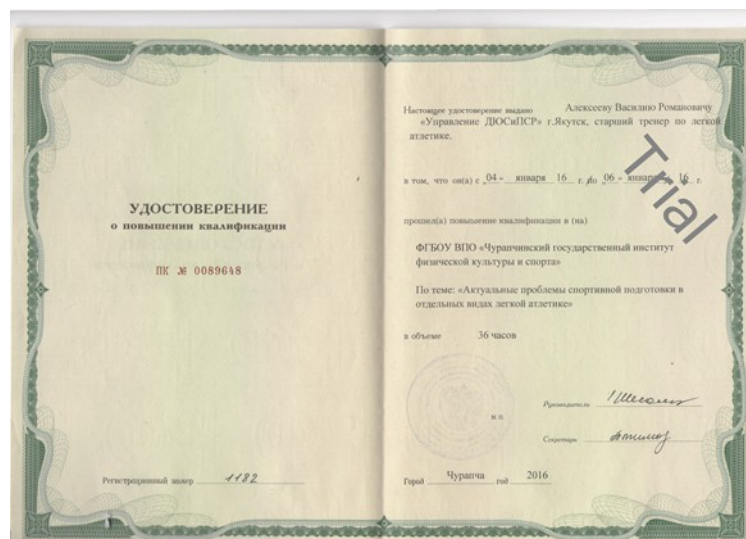 УДОСТОВЕРЕНИЕ
о повышении квалификации
ПК № 0089648
Регистрационный номер 1182
Настоящее удостоверение выдано Алексееву Василию Романовичу
«Управление ДЮСиПСР» г.Якутск, старший тренер по легкой
атлетике.
в том, что он(а) с „04" января 16 г. по „06" января 16 г.
прошел(а) повышение квалификации в (на)
ФГБОУ ВПО «Чурапчинский государственный институт
физической культуры и спорта»
По теме: «Актуальные проблемы спортивной подготовки в
отдельных видах легкой атлетике»
в объеме 36 часов
М.П.
Руководитель
Секретарь
Город Чурапча год 2016
Trial